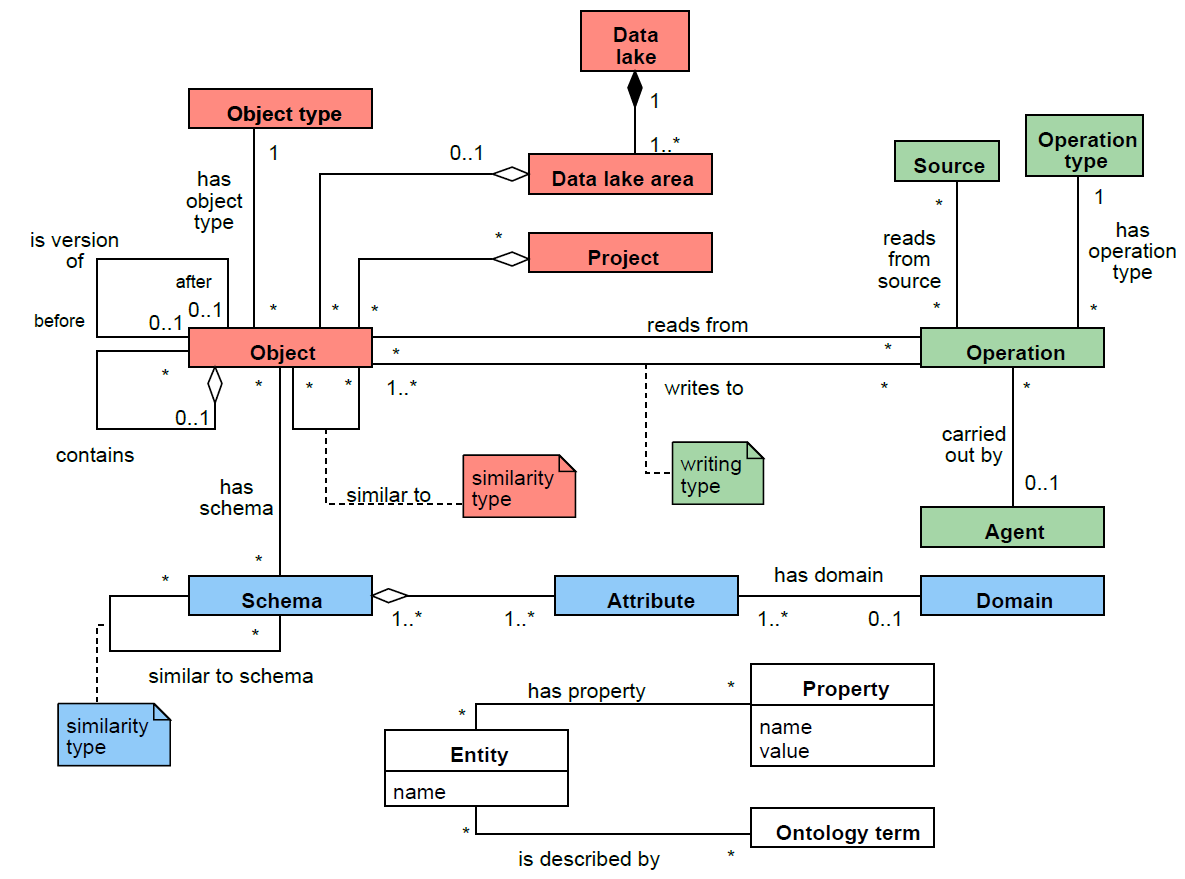 Data
lake
1
1..*
Object type
1
0..1
Data lake area
Source
Operation
type
has
object
type
*
Project
*
1
reads
from
source
has
operation
type
is version
of
after
0..1
before
0..1
*
*
*
*
*
reads from
Object
*
*
Operation
*
0..1
*
*
*
1..*
writes to
*
*
contains
carried
out by
0..1
has
schema
similar to
similarity
type
writing
type
Agent
*
*
Schema
1..*
1..*
Attribute
has domain
1..*
0..1
Domain
*
similar to schema
similarity
type
has property
*
*
Property
name
value
Entity
name
*
is described by
*
Ontology term